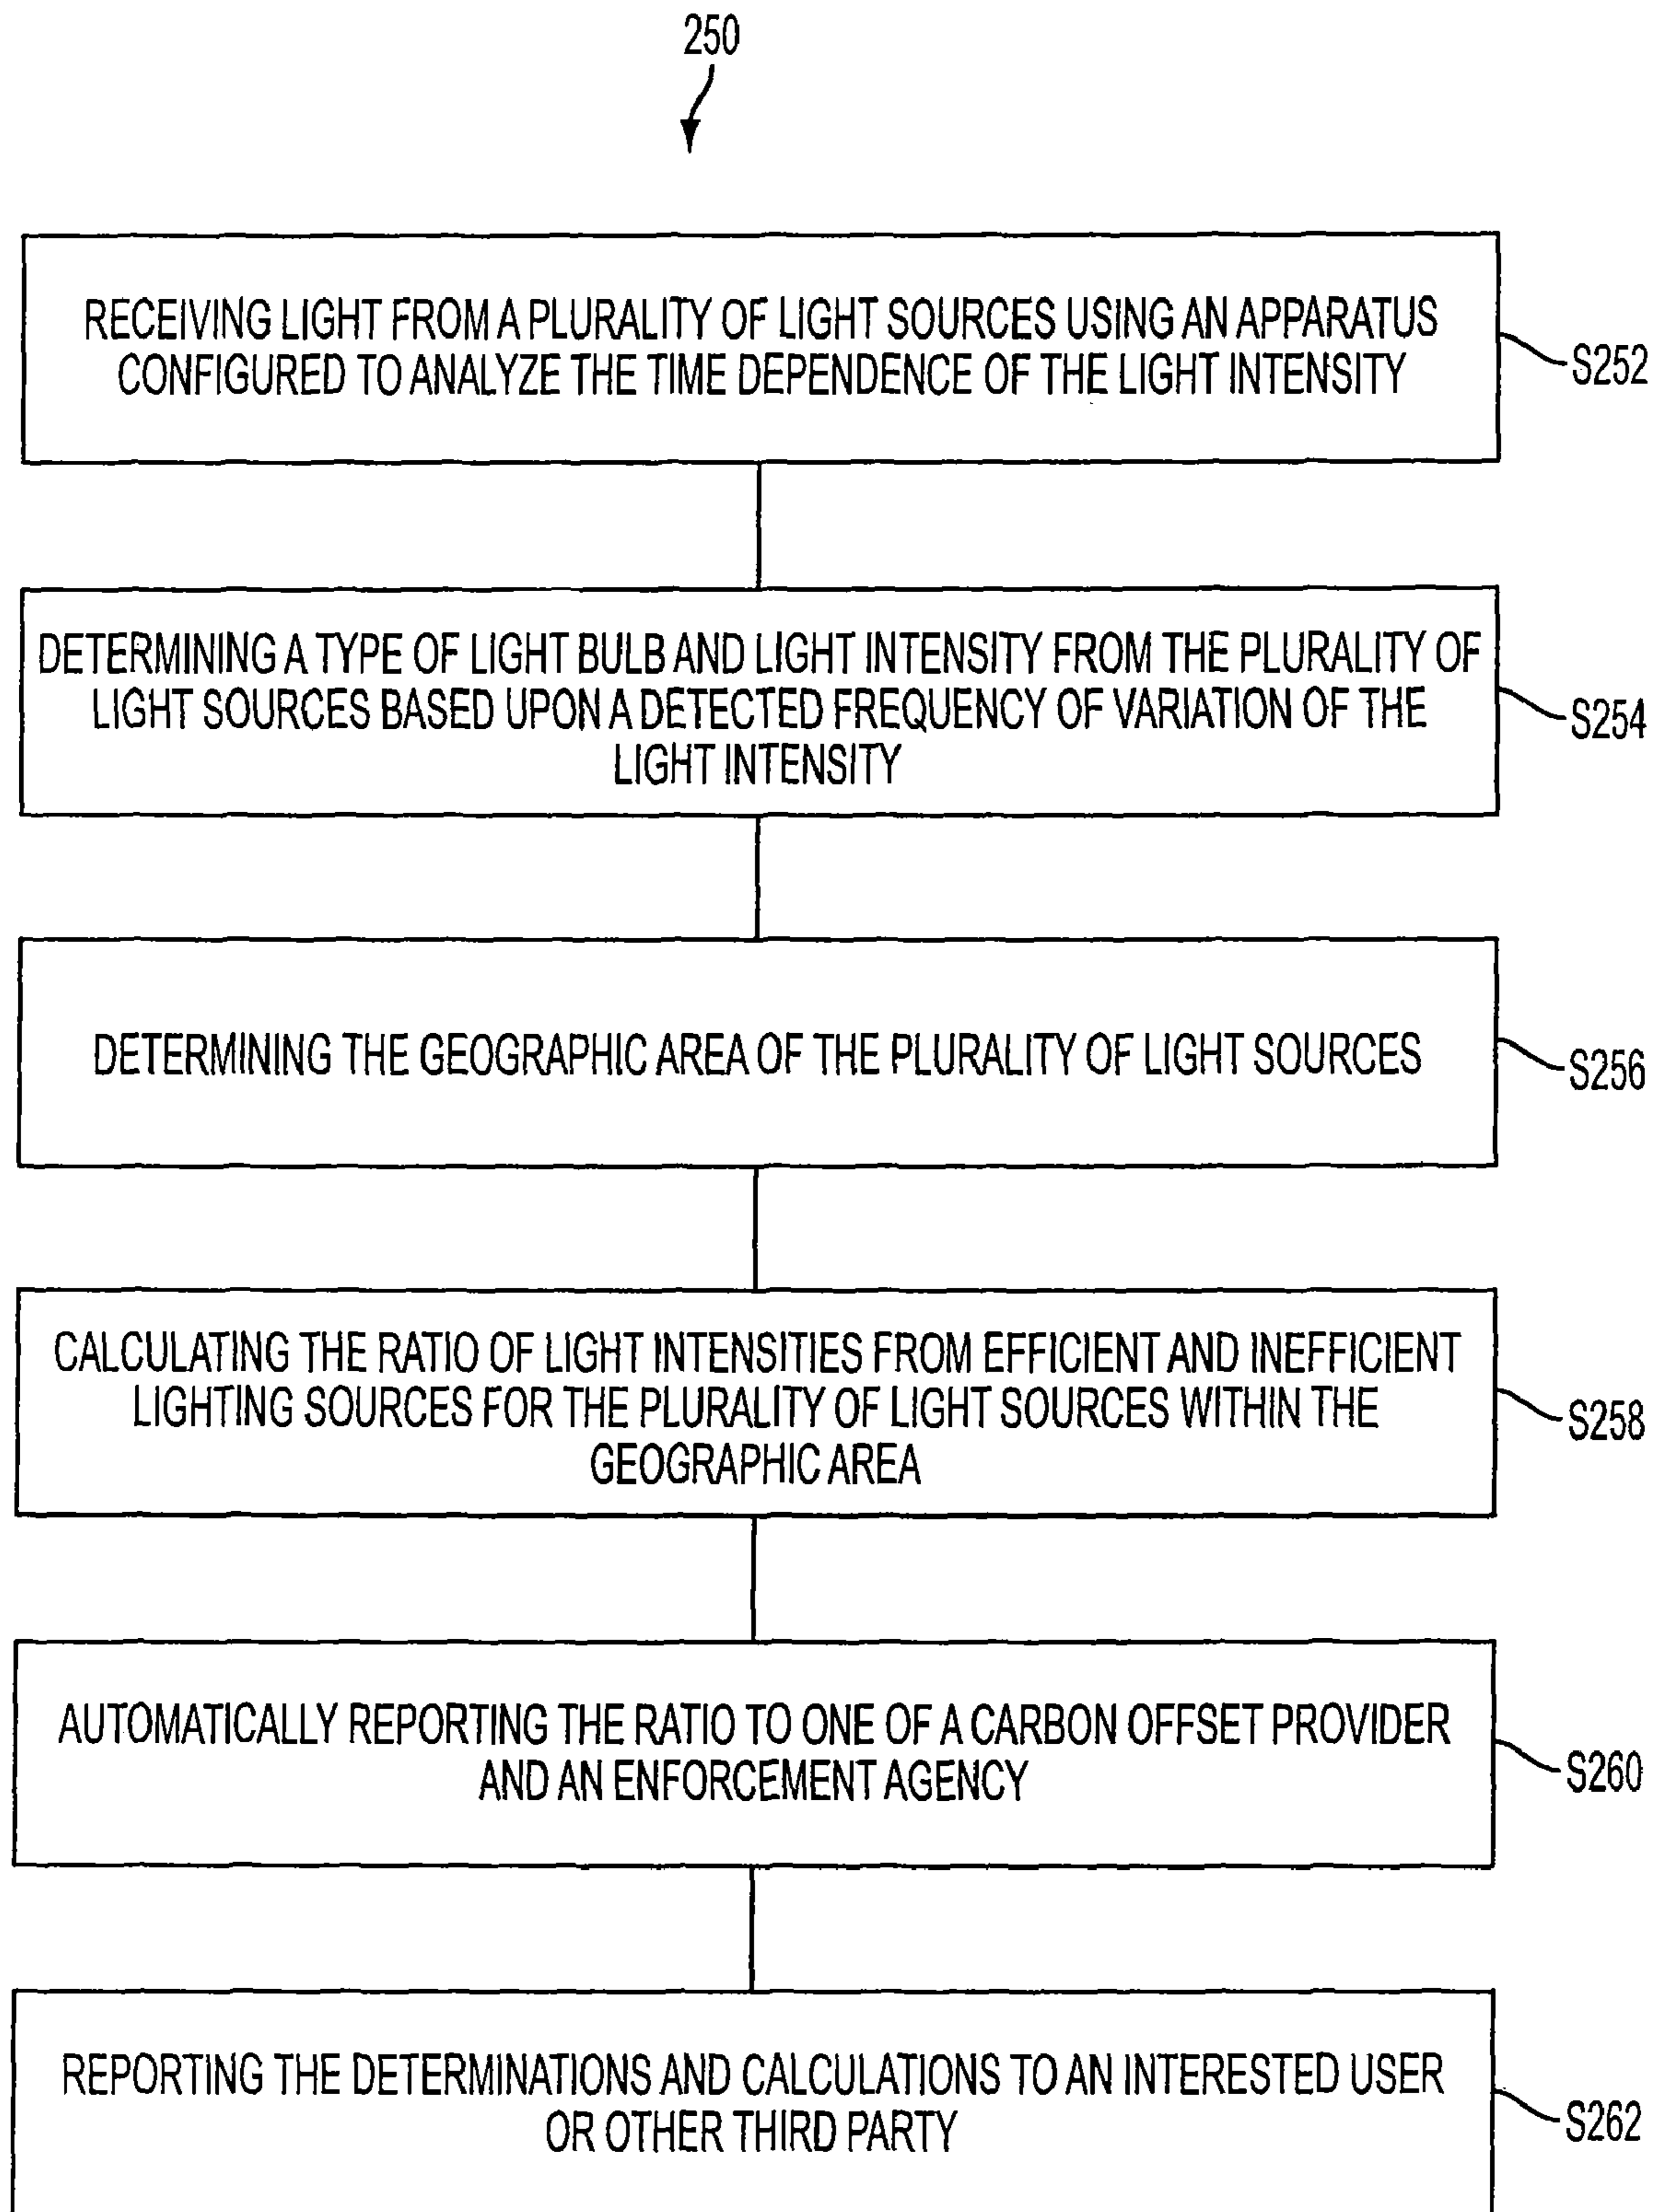 250
RECEIVING LIGHT FROM A PLURALITY OF LIGHT SOURCES USING AN APPARATUS
CONFIGURED TO ANALYZE THE TIME DEPENDENCE OF THE LIGHT INTENSITY
S252
DETERMINING A TYPE OF LIGHT BULB AND LIGHT INTENSITY FROM THE PLURALITY OF
LIGHT SOURCES BASED UPON A DETECTED FREQUENCY OF VARIATION OF THE
LIGHT INTENSITY
S254
DETERMINING THE GEOGRAPHIC AREA OF THE PLURALITY OF LIGHT SOURCES
S256
CALCULATING THE RATIO OF LIGHT INTENSITIES FROM EFFICIENT AND INEFFICIENT
LIGHTING SOURCES FOR THE PLURALITY OF LIGHT SOURCES WITHIN THE
GEOGRAPHIC AREA
S258
AUTOMATICALLY REPORTING THE RATIO TO ONE OF A CARBON OFFSET PROVIDER
AND AN ENFORCEMENT AGENCY
S260
REPORTING THE DETERMINATIONS AND CALCULATIONS TO AN INTERESTED USER
OR OTHER THIRD PARTY
S262